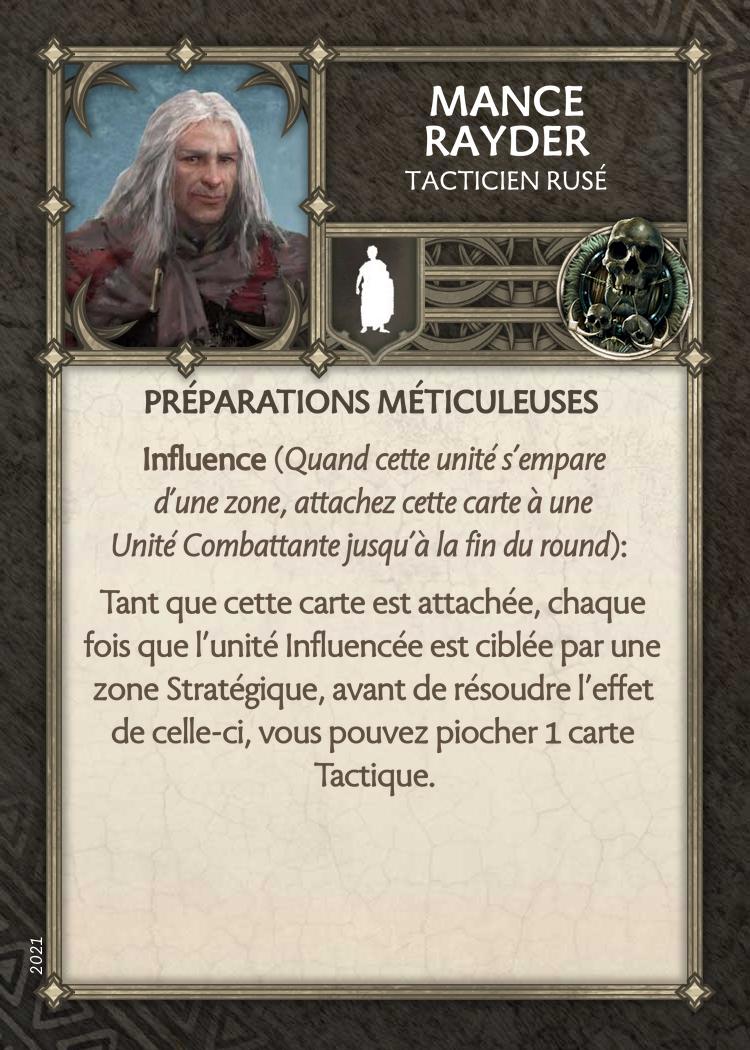 MANCE
RAYDER
TACTICIEN RUSÉ
PRÉPARATIONS MÉTICULEUSES
Influence (Quand cette unité s'empare
d'une zone, attachez cette carte à une
Unité Combattante jusqu'à la fin du round):
Tant que cette carte est attachée, chaque
fois que l'unité Influencée est ciblée par une
zone Stratégique, avant de résoudre l'effet
de celle-ci, vous pouvez piocher 1 carte
Tactique.
2021